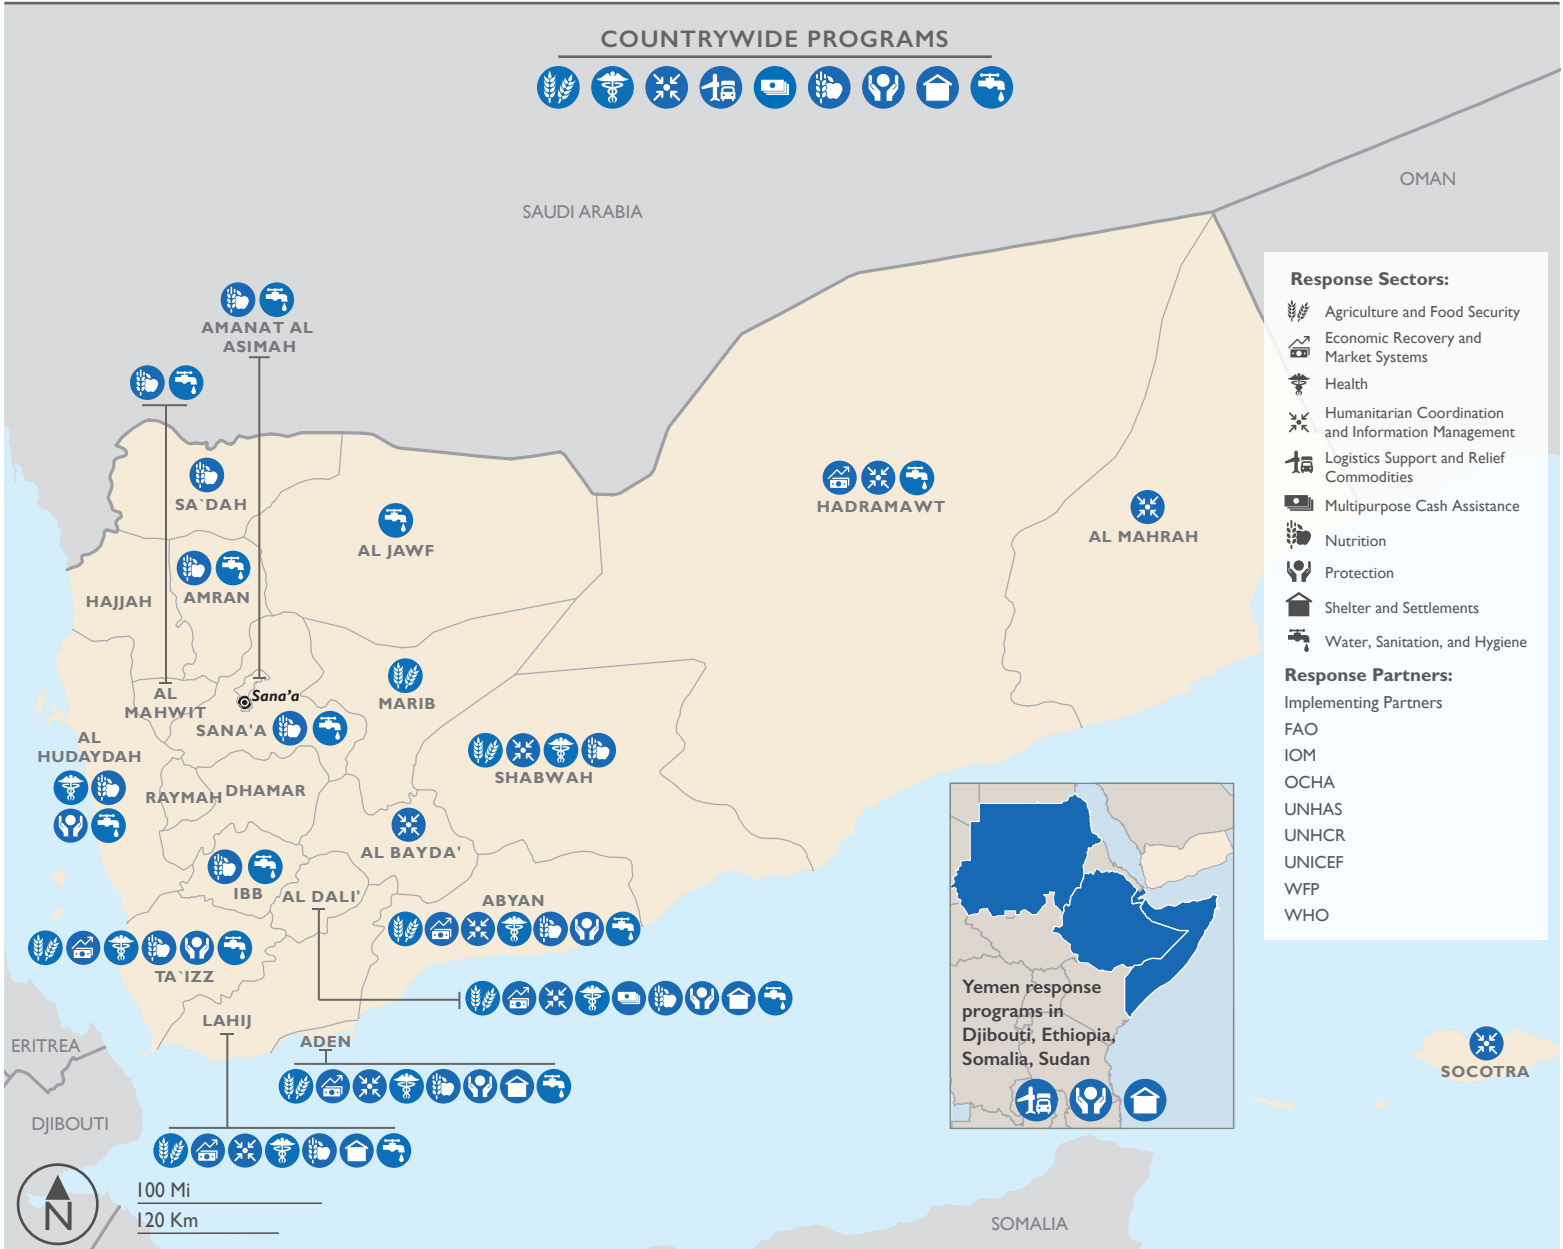 COUNTRYWIDE PROGRAMS
OMAN
SAUDI ARABIA
Response Sectors:
Agriculture and Food Security
Economic Recovery and
Market Systems
Health
Humanitarian Coordination
and Information Management
Logistics Support and Relief
Commodities
Multipurpose Cash Assistance
Nutrition
Protection
Shelter and Settlements
Water, Sanitation, and Hygiene
Response Partners:
Implementing Partners
FAO
IOM
OCHA
UNHAS
UNHCR
UNICEF
WFP
WHO
AMANAT AL
ASIMAH
SA`DAH
AL JAWF
HADRAMAWT
AL MAHRAH
HAJJAH
AMRAN
AL
MAHWIT
Sana'a
SANA'A
MARIB
AL
HUDAYDAH
SHABWAH
RAYMAH
DHAMAR
AL BAYDA'
IBB
AL DALI'
ABYAN
TA`IZZ
LAHIJ
ADEN
ERITREA
DJIBOUTI
Yemen response
programs in
Djibouti, Ethiopia,
Somalia, Sudan
SOCOTRA
N
100 Mi
120 Km
SOMALIA